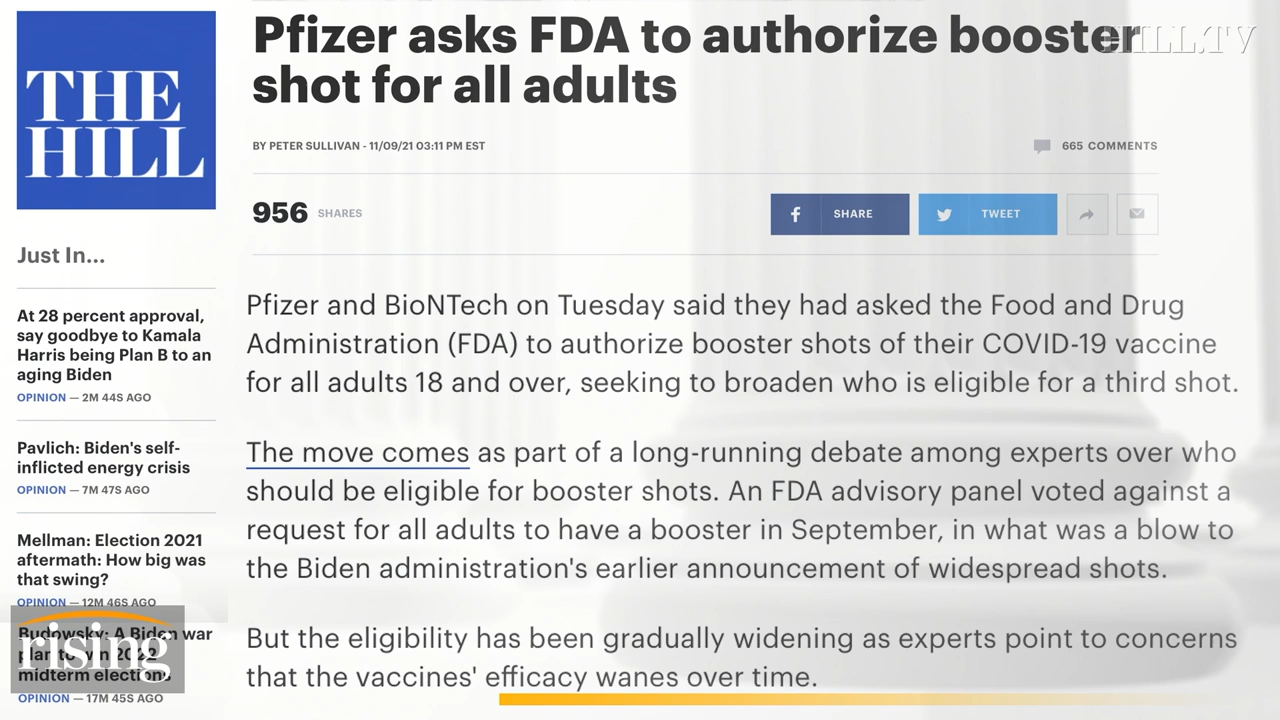 THE
HILL
Pfizer asks FDA to authorize booster
shot for all adults
HILL.TV
BY PETER SULLIVAN - 11/09/21 03:11 PM EST
665 COMMENTS
956 SHARES
SHARE
TWEET
Just In...
At 28 percent approval,
say goodbye to Kamala
Harris being Plan B to an
aging Biden
OPINION — 2M 44S AGO
Pavlich: Biden's self-
inflicted energy crisis
OPINION — 7M 47S AGO
Mellman: Election 2021
aftermath: How big was
that swing?
OPINION — 12M 46S AGO
Budowsky: A Biden war
plan to win 2022
midterm elections
OPINION — 17M 45S AGO
rising
Pfizer and BioNTech on Tuesday said they had asked the Food and Drug
Administration (FDA) to authorize booster shots of their COVID-19 vaccine
for all adults 18 and over, seeking to broaden who is eligible for a third shot.
The move comes as part of a long-running debate among experts over who
should be eligible for booster shots. An FDA advisory panel voted against a
request for all adults to have a booster in September, in what was a blow to
the Biden administration's earlier announcement of widespread shots.
But the eligibility has been gradually widening as experts point to concerns
that the vaccines' efficacy wanes over time.